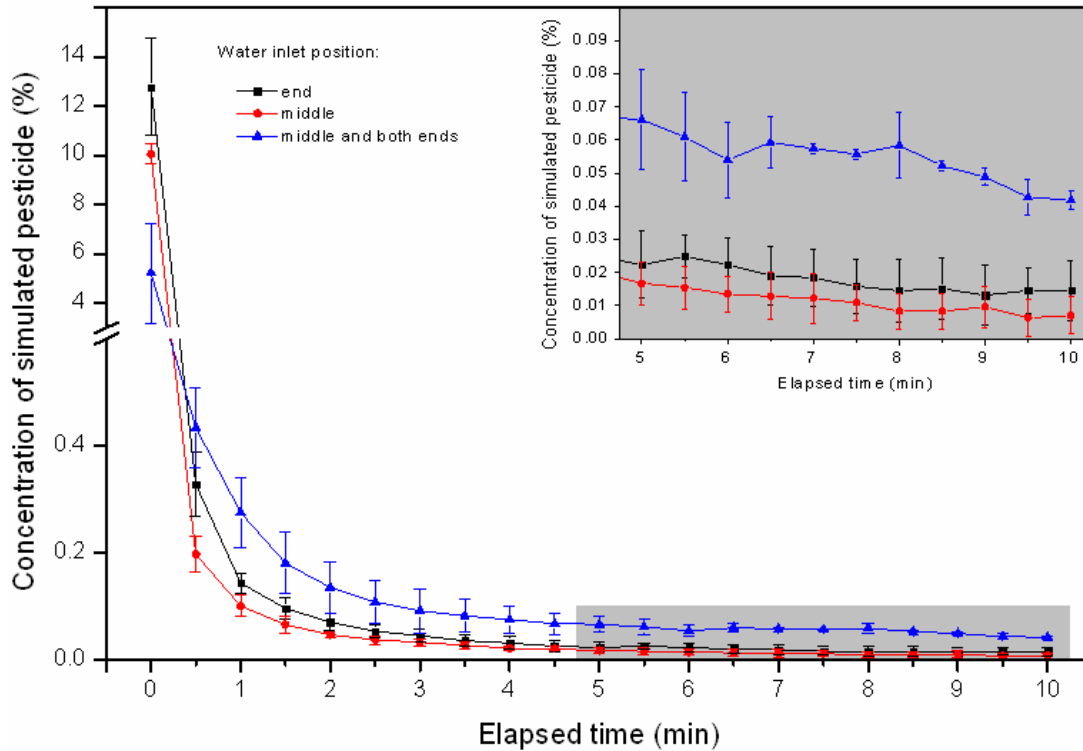 Concentration of simulated pesticide (%)
14
12
10
8
6
4
0.4
0.2
0.0
Water inlet position:
end
middle
middle and both ends
0 1 2 3 4 5 6 7 8 9 10
Elapsed time (min)
Concentration of simulated pesticide (%)
0.09
0.08
0.07
0.06
0.05
0.04
0.03
0.02
0.01
0.00
5 6 7 8 9 10
Elapsed time (min)